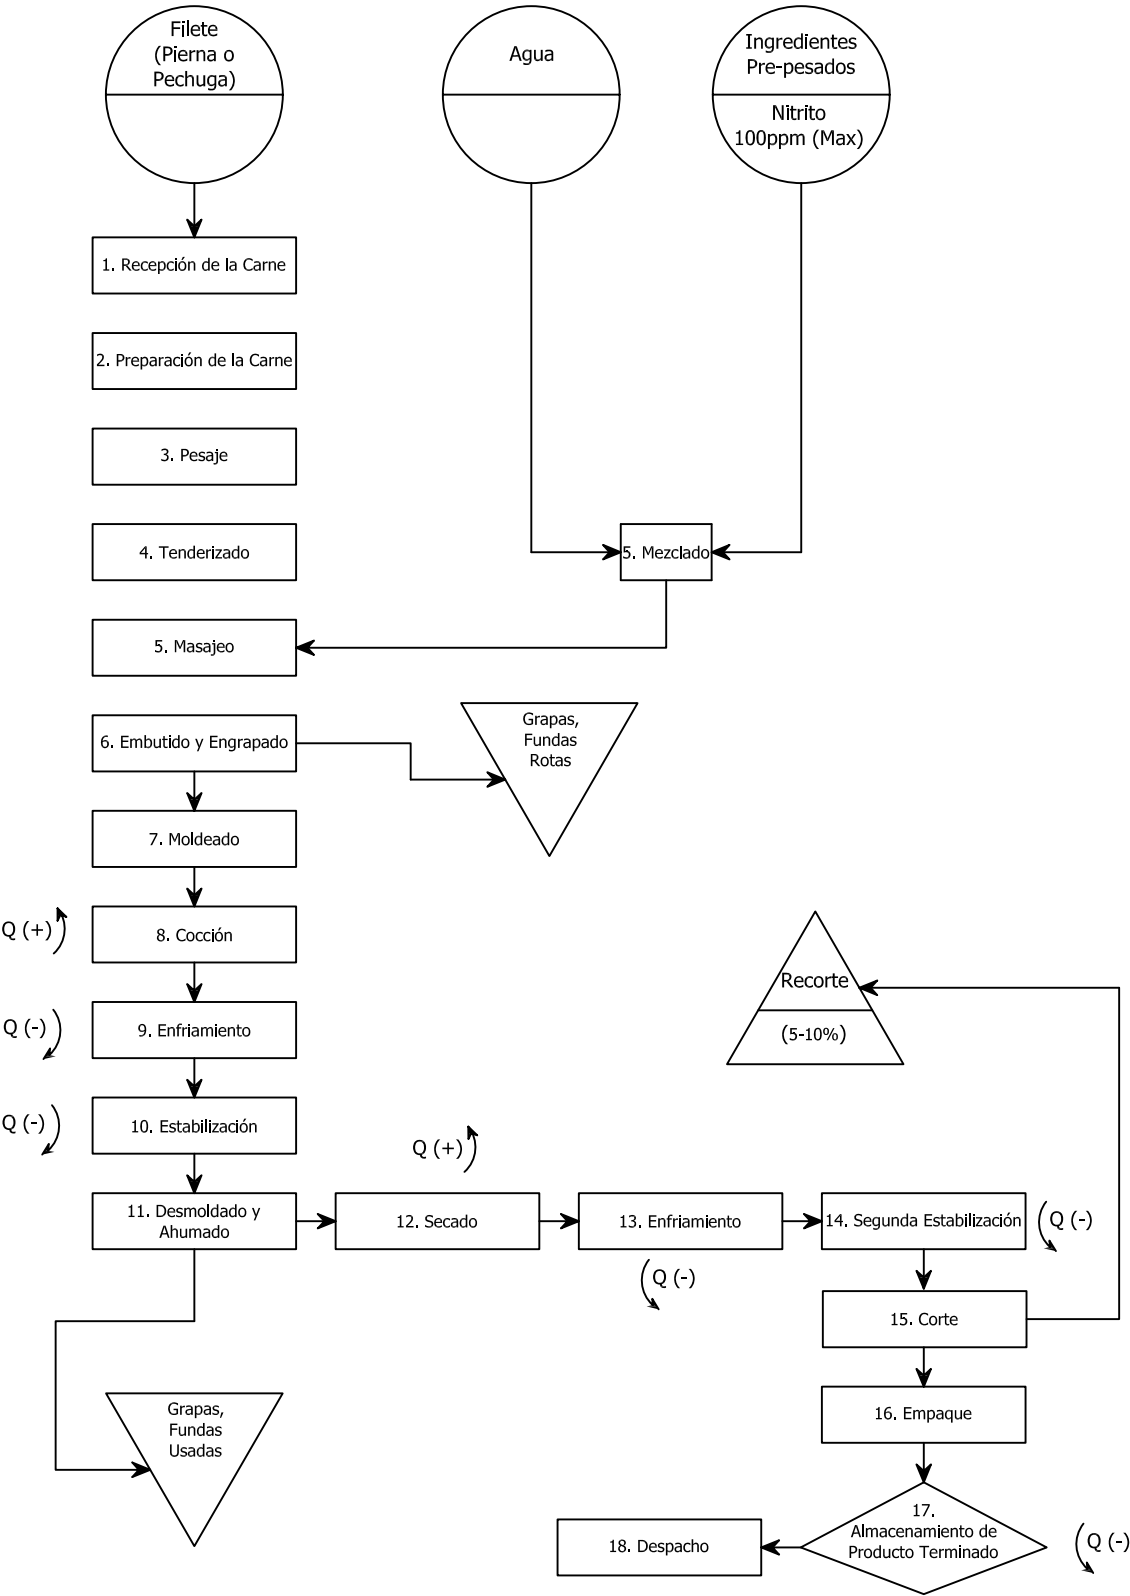 Filete
(Pierna o
Pechuga)
Agua
Ingredientes
Pre-pesados
Nitrito
100ppm (Max)
1. Recepción de la Carne
2. Preparación de la Carne
3. Pesaje
4. Tenderizado
5. Mezclado
5. Masajeo
6. Embutido y Engrapado
Grapas,
Fundas
Rotas
7. Moldeado
Q (+)
8. Cocción
Recorte
(5-10%)
Q (-)
9. Enfriamiento
Q (-)
10. Estabilización
Q (+)
11. Desmoldado y
Ahumado
12. Secado
13. Enfriamiento
Q (-)
14. Segunda Estabilización
Q (-)
15. Corte
16. Empaque
Grapas,
Fundas
Usadas
17.
Almacenamiento de
Producto Terminado
Q (-)
18. Despacho